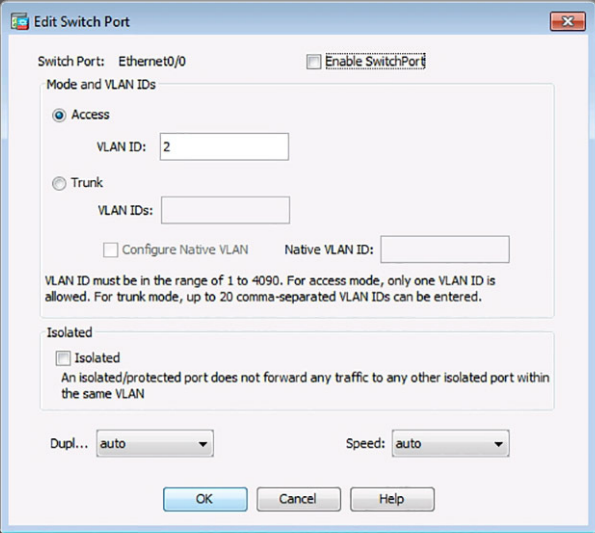 Edit Switch Port
Switch Port: Ethernet0/0 Enable SwitchPort
Mode and VLAN IDs
Access
VLAN ID: 2
Trunk
VLAN IDs:
Configure Native VLAN Native VLAN ID:
VLAN ID must be in the range of 1 to 4090. For access mode, only one VLAN ID is
allowed. For trunk mode, up to 20 comma-separated VLAN IDs can be entered.
Isolated
Isolated
An isolated/protected port does not forward any traffic to any other isolated port within
the same VLAN
Dupl... auto Speed: auto
OK Cancel Help